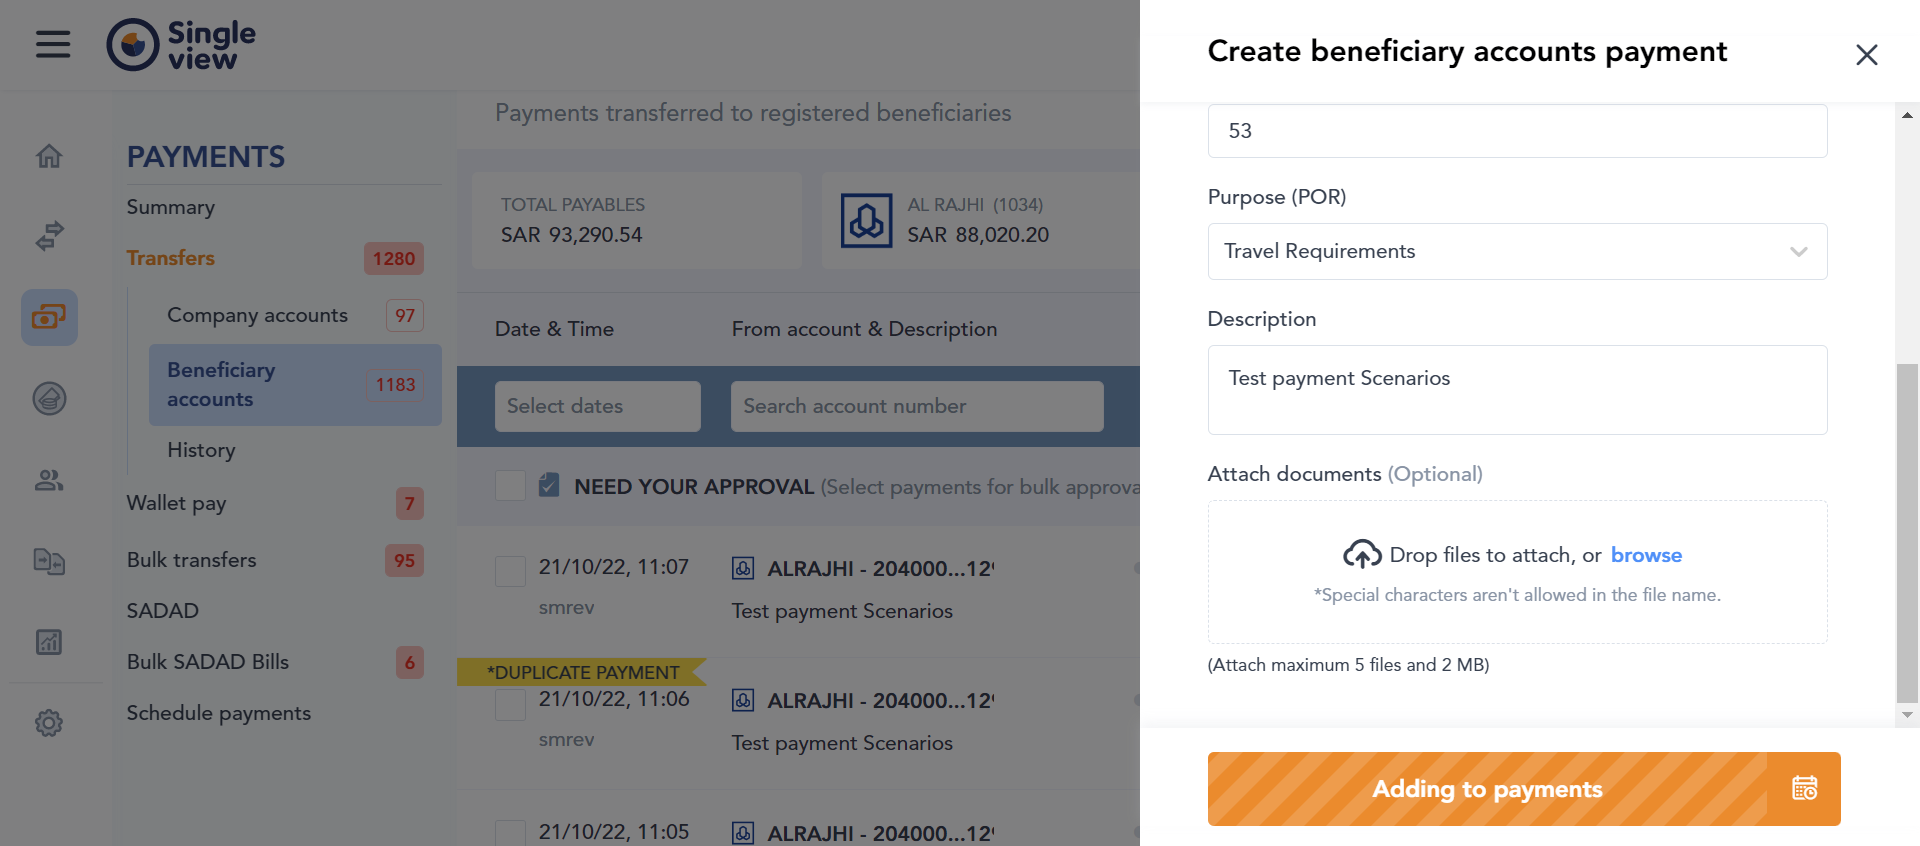 Single
view
PAYMENTS
Summary
Transfers 1280
Company accounts 97
Beneficiary
accounts 1183
History
Wallet pay 7
Bulk transfers 95
SADAD
Bulk SADAD Bills 6
Schedule payments
Payments transferred to registered beneficiaries
TOTAL PAYABLES
SAR 93,290.54
AL RAJHI (1034)
SAR 88,020.20
Date & Time From account & Description
Select dates Search account number
NEED YOUR APPROVAL (Select payments for bulk approva
21/10/22, 11:07 ALRAJHI - 204000...129
smrev Test payment Scenarios
*DUPLICATE PAYMENT
21/10/22, 11:06 ALRAJHI - 204000...129
smrev Test payment Scenarios
21/10/22, 11:05 ALRAJHI - 204000...129
Create beneficiary accounts payment
53
Purpose (POR)
Travel Requirements
Description
Test payment Scenarios
Attach documents (Optional)
Drop files to attach, or browse
*Special characters aren't allowed in the file name.
(Attach maximum 5 files and 2 MB)
Adding to payments